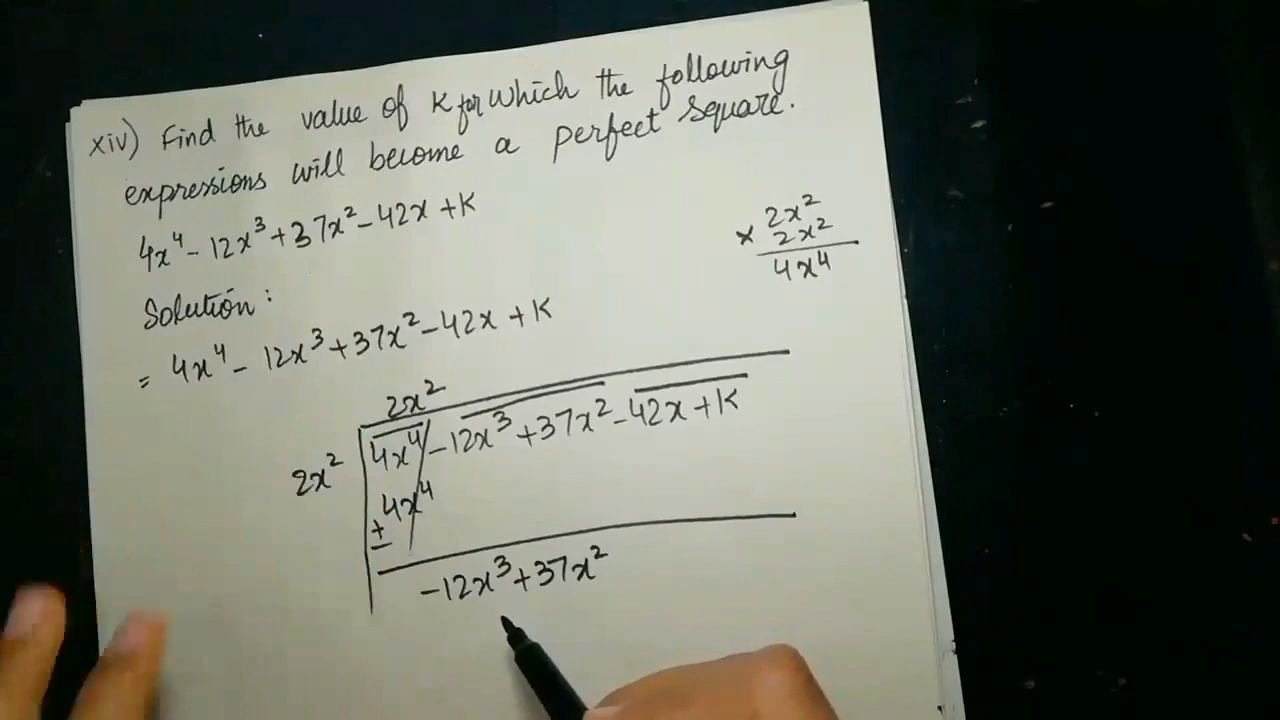 xiv) Find the value of K for which the following
expressions will become a perfect square.
4x⁴ - 12x³ + 37x² - 42x + K
Solution:
= 4x⁴ - 12x³ + 37x² - 42x + K
× 2x²
2x²
4x⁴
2x²
2x² 4x⁴ - 12x³ + 37x² - 42x + K
± 4x⁴
- 12x³ + 37x²